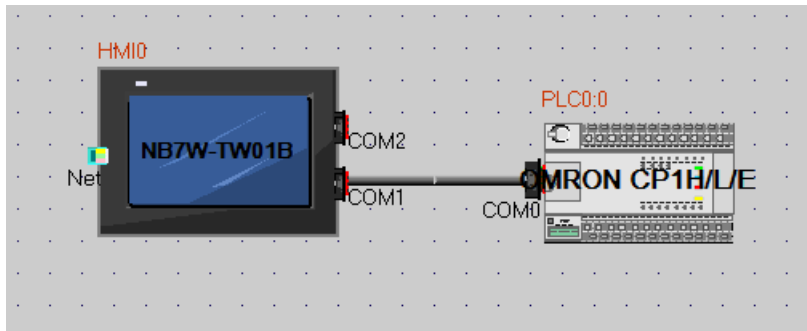 HMI0
PLC0:0
NB7W-TW01B
COM2
Net
COM1
OMRON CP1H/L/E
COM0